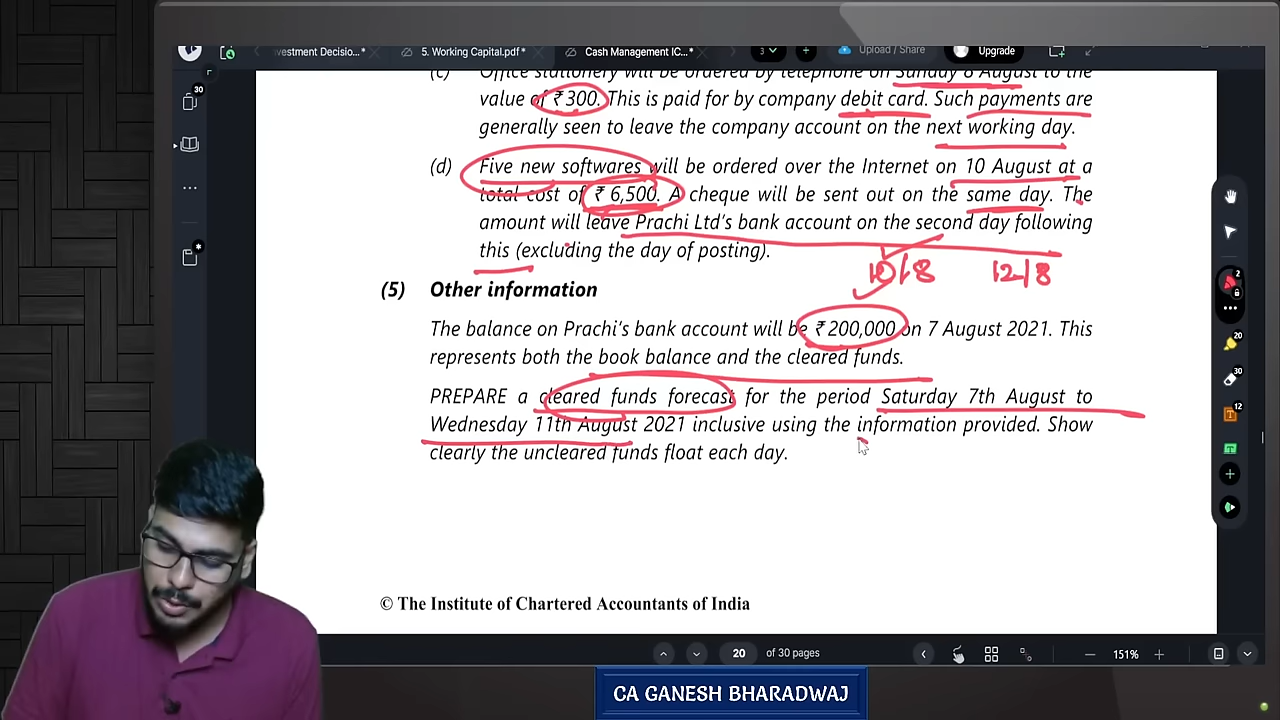 vestment Decisio...*
5. Working Capital.pdf *
Cash Management IC...*
3
Upload / Share
Upgrade
30
(c) Office stationery will be ordered by telephone on Sunday 8 August to the
value of ₹300. This is paid for by company debit card. Such payments are
generally seen to leave the company account on the next working day.
(d) Five new softwares will be ordered over the Internet on 10 August at a
total cost of ₹ 6,500. A cheque will be sent out on the same day. The
amount will leave Prachi Ltd's bank account on the second day following
this (excluding the day of posting).
10/8 12/8
(5) Other information
The balance on Prachi's bank account will be ₹200,000 on 7 August 2021. This
represents both the book balance and the cleared funds.
PREPARE a cleared funds forecast for the period Saturday 7th August to
Wednesday 11th August 2021 inclusive using the information provided. Show
clearly the uncleared funds float each day.
© The Institute of Chartered Accountants of India
2
20
30
12
20 of 30 pages
151%
CA GANESH BHARADWAJ